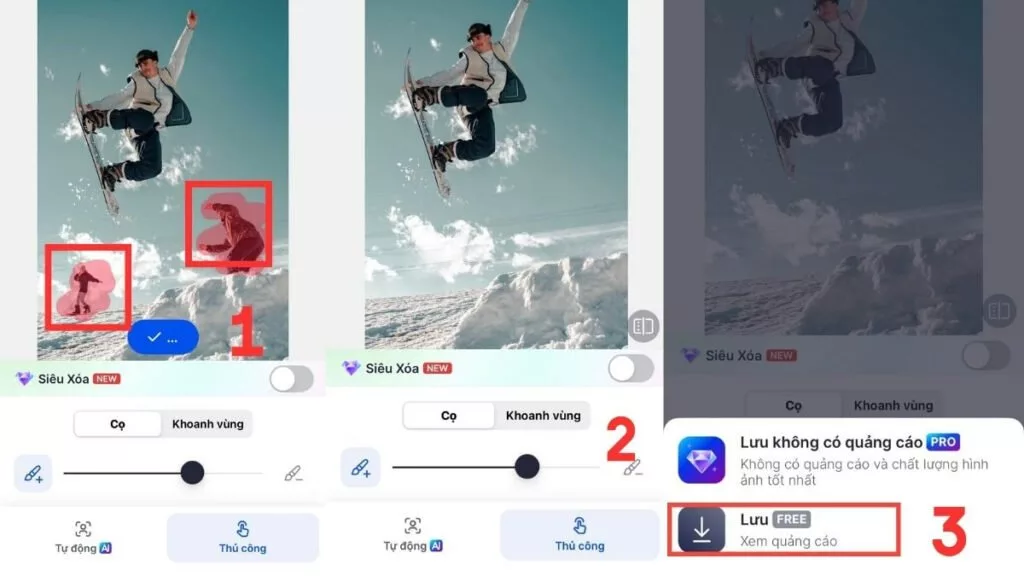 1
...
Siêu Xóa NEW
Cọ
Khoanh vùng
Tự động AI
Thủ công
Siêu Xóa NEW
Cọ
Khoanh vùng
2
Tự động AI
Thủ công
Siêu Xóa NEW
Cọ
Khoanh vùng
Lưu không có quảng cáo PRO
Không có quảng cáo và chất lượng hình
ảnh tốt nhất
Lưu FREE
Xem quảng cáo
3